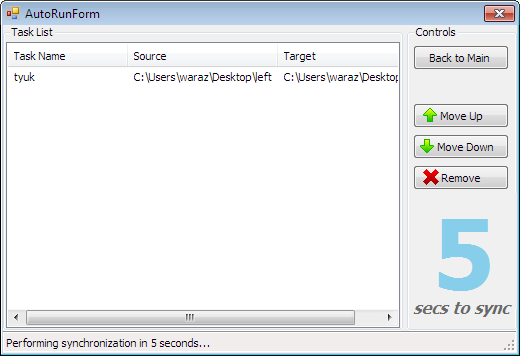 AutoRunForm
Task List
Controls
Task Name Source Target
Back to Main
tyuk C:\Users\waraz\Desktop\left C:\Users\waraz\Desktop
Move Up
Move Down
Remove
5
secs to sync
Performing synchronization in 5 seconds...